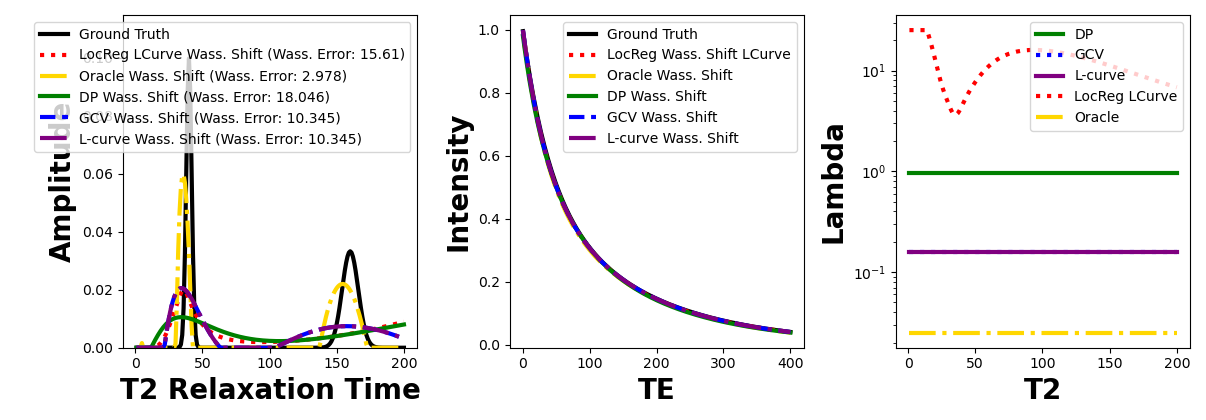 Ground Truth
LocReg LCurve Wass. Shift (Wass. Error: 15.61)
Oracle Wass. Shift (Wass. Error: 2.978)
DP Wass. Shift (Wass. Error: 18.046)
GCV Wass. Shift (Wass. Error: 10.345)
L-curve Wass. Shift (Wass. Error: 10.345)
Amplitude
0.06
0.04
0.02
0.00
0 50 100 150 200
T2 Relaxation Time
Ground Truth
LocReg Wass. Shift LCurve
Oracle Wass. Shift
DP Wass. Shift
GCV Wass. Shift
L-curve Wass. Shift
Intensity
1.0
0.8
0.6
0.4
0.2
0.0
0 100 200 300 400
TE
DP
GCV
L-curve
LocReg LCurve
Oracle
Lambda
10¹
10⁰
10⁻¹
0 50 100 150 200
T2